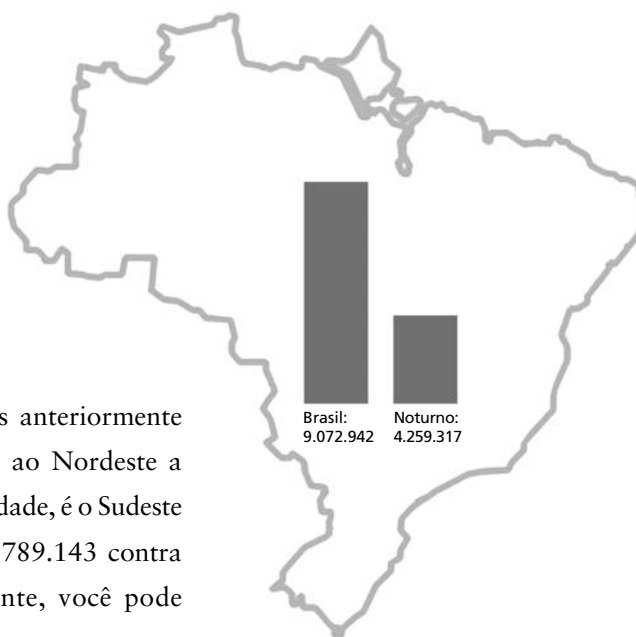 Brasil: Noturno:
9.072.942 4.259.317
s anteriormente
ao Nordeste a
dade, é o Sudeste
789.143 contra
nte, você pode